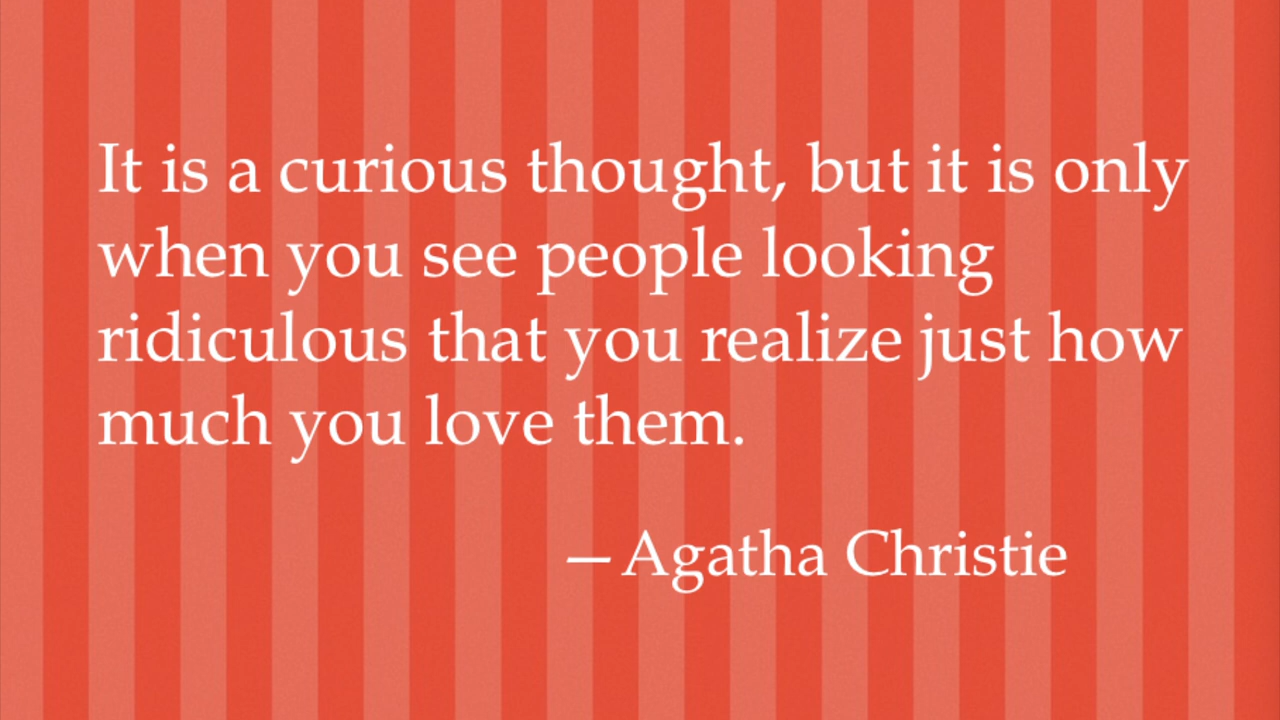 It is a curious thought, but it is only
when you see people looking
ridiculous that you realize just how
much you love them.
—Agatha Christie